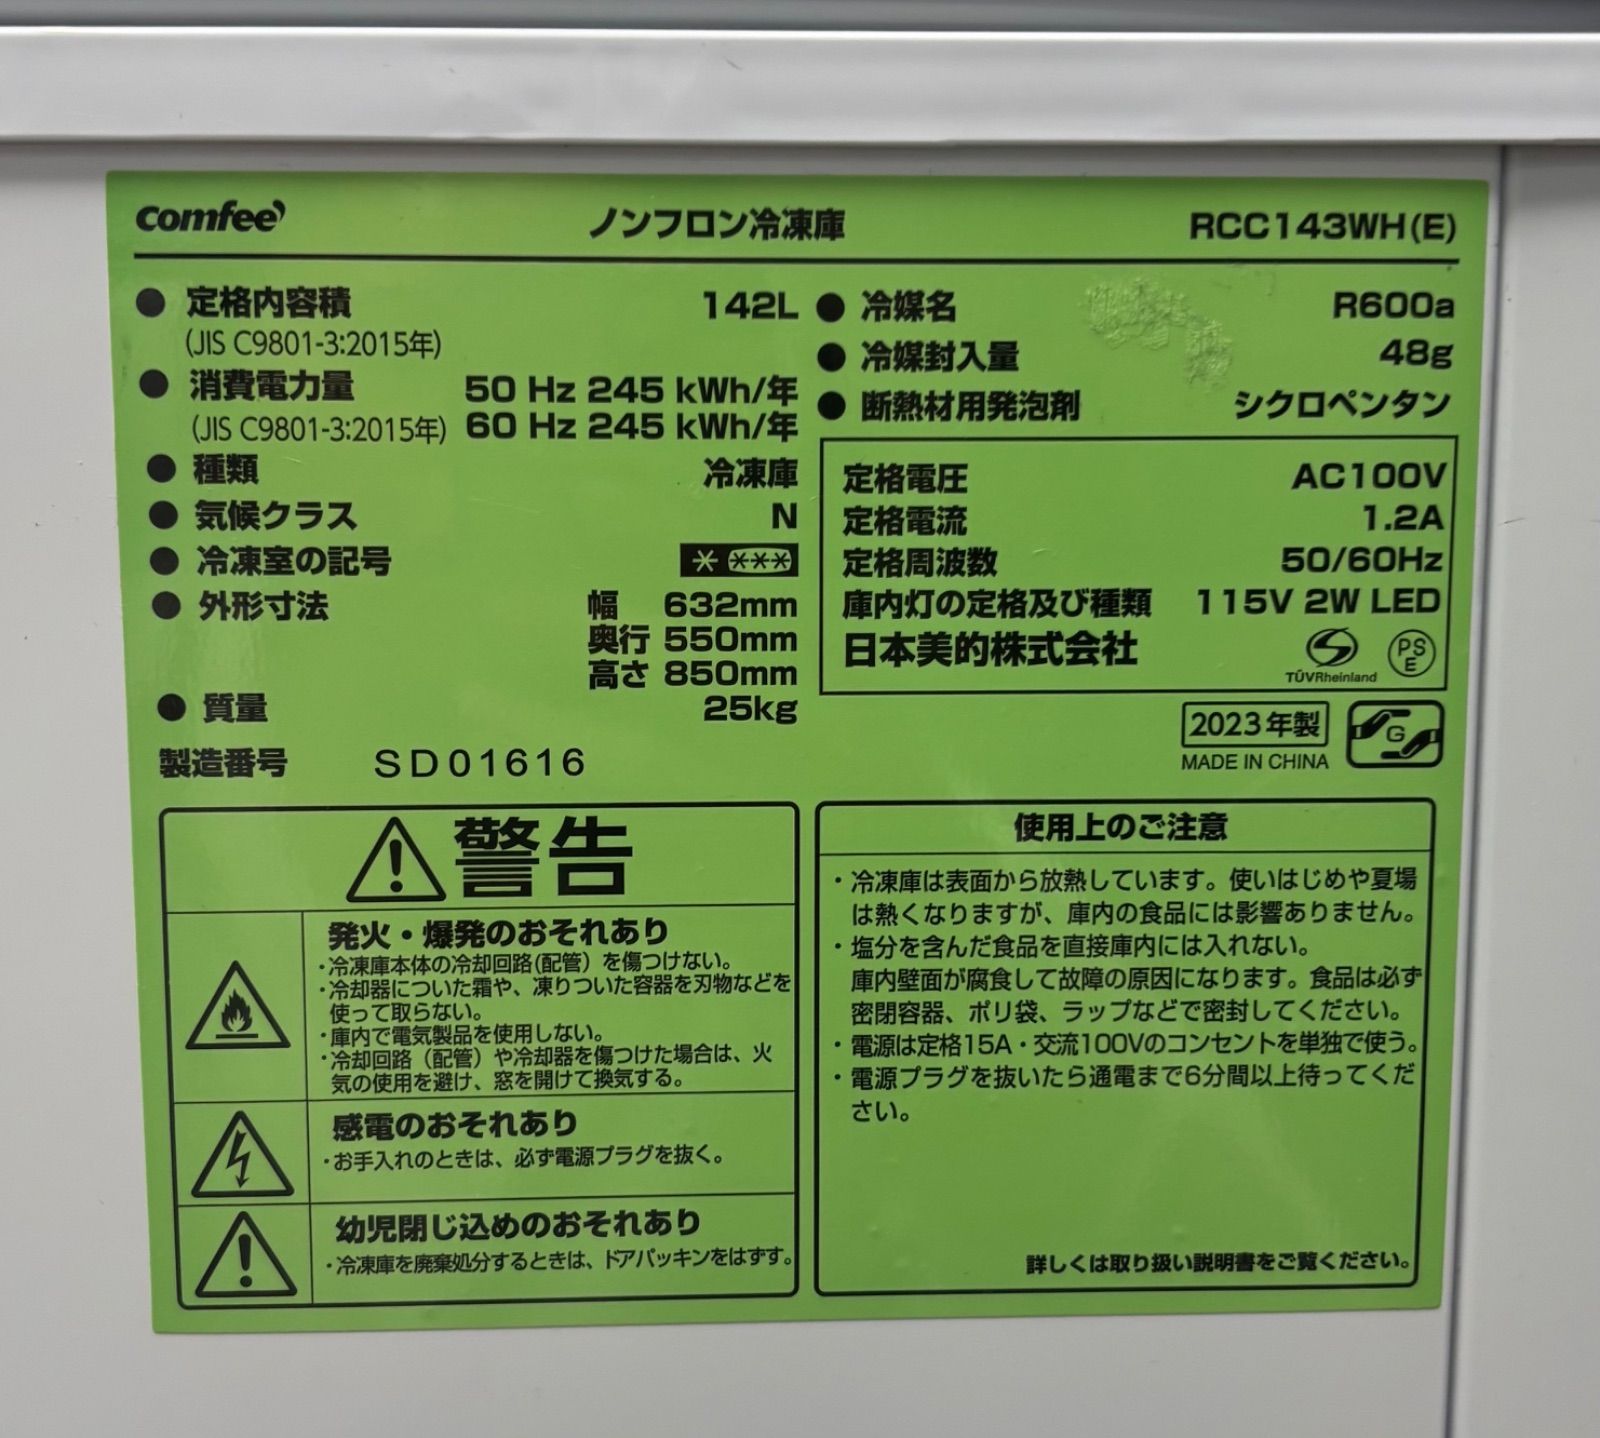 comfee
ノンフロン冷凍庫
RCC143WH(E)
● 定格内容積 142L
(JIS C9801-3:2015年)
● 消費電力量 50 Hz 245 kWh/年
(JIS C9801-3:2015年) 60 Hz 245 kWh/年
● 種類 冷凍庫
● 気候クラス N
● 冷凍室の記号 * ***
● 外形寸法 幅 632mm
奥行 550mm
高さ 850mm
● 質量 25kg
製造番号 SD01616
● 冷媒名 R600a
● 冷媒封入量 48g
● 断熱材用発泡剤 シクロペンタン
定格電圧 AC100V
定格電流 1.2A
定格周波数 50/60Hz
庫内灯の定格及び種類 115V 2W LED
日本美的株式会社
TÜVRheinland
PS
E
2023年製
MADE IN CHINA
G
警告
発火・爆発のおそれあり
・冷凍庫本体の冷却回路(配管）を傷つけない。
・冷却器についた霜や、凍りついた容器を刃物などを
使って取らない。
・庫内で電気製品を使用しない。
・冷却回路（配管）や冷却器を傷つけた場合は、火
気の使用を避け、窓を開けて換気する。
感電のおそれあり
・お手入れのときは、必ず電源プラグを抜く。
幼児閉じ込めのおそれあり
・冷凍庫を廃棄処分するときは、ドアパッキンをはずす。
使用上のご注意
・冷凍庫は表面から放熱しています。使いはじめや夏場
は熱くなりますが、庫内の食品には影響ありません。
・塩分を含んだ食品を直接庫内には入れない。
庫内壁面が腐食して故障の原因になります。食品は必ず
密閉容器、ポリ袋、ラップなどで密封してください。
・電源は定格15A・交流100Vのコンセントを単独で使う。
・電源プラグを抜いたら通電まで6分間以上待ってくだ
さい。
詳しくは取り扱い説明書をご覧ください。